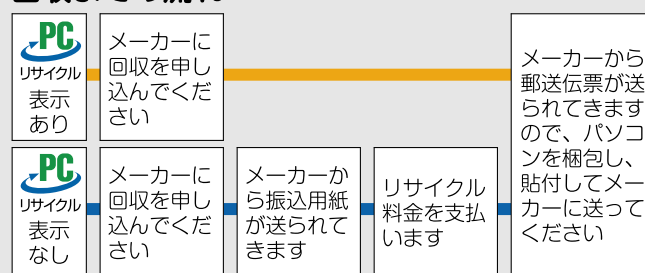 PC
リサイクル
表示
あり
メーカーに
回収を申し
込んでくだ
さい
メーカーから
郵送伝票が送
られてきます
ので、パソコ
ンを梱包し、
貼付してメー
カーに送って
ください
PC
リサイクル
表示
なし
メーカーに
回収を申し
込んでくだ
さい
メーカーか
ら振込用紙
が送られて
きます
リサイクル
料金を支払
います